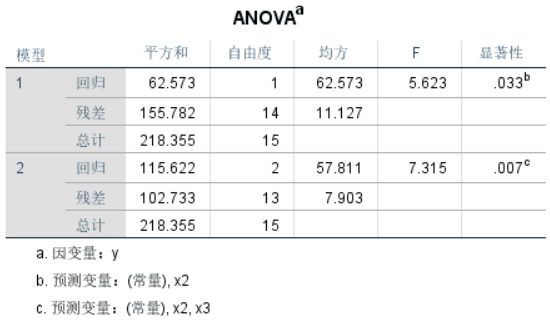 ANOVAa
模型 平方和 自由度 均方 F 显著性
1 回归 62.573 1 62.573 5.623 .033b
残差 155.782 14 11.127
总计 218.355 15
2 回归 115.622 2 57.811 7.315 .007c
残差 102.733 13 7.903
总计 218.355 15
a. 因变量：y
b. 预测变量：(常量), x2
c. 预测变量：(常量), x2, x3